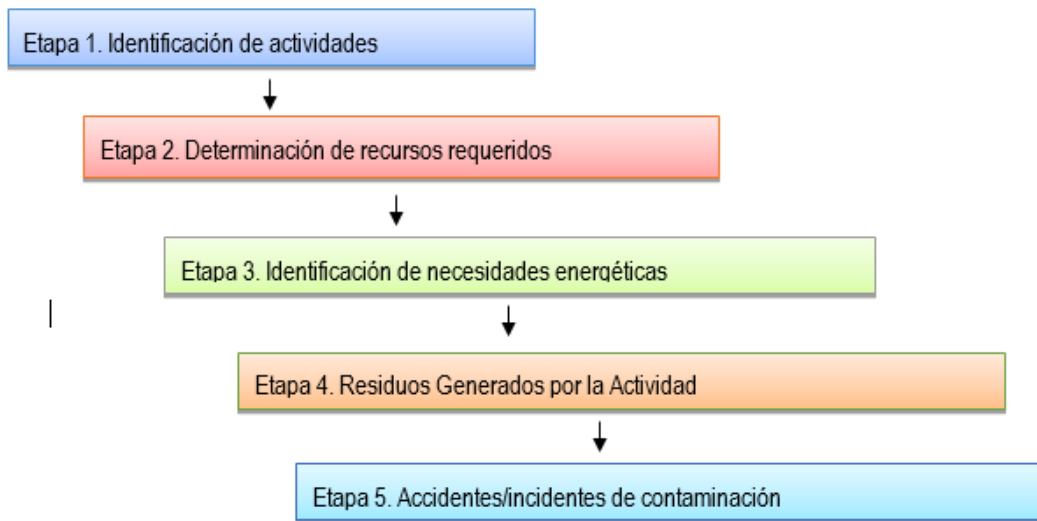 Etapa 1. Identificación de actividades
Etapa 2. Determinación de recursos requeridos
Etapa 3. Identificación de necesidades energéticas
Etapa 4. Residuos Generados por la Actividad
Etapa 5. Accidentes/incidentes de contaminación